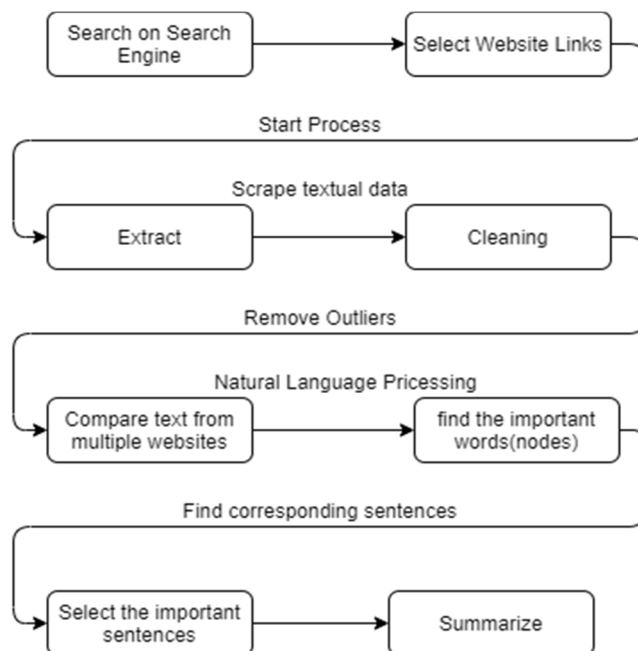 Search on Search
Engine
Select Website Links
Start Process
Scrape textual data
Extract
Cleaning
Remove Outliers
Natural Language Pricessing
Compare text from
multiple websites
find the important
words(nodes)
Find corresponding sentences
Select the important
sentences
Summarize